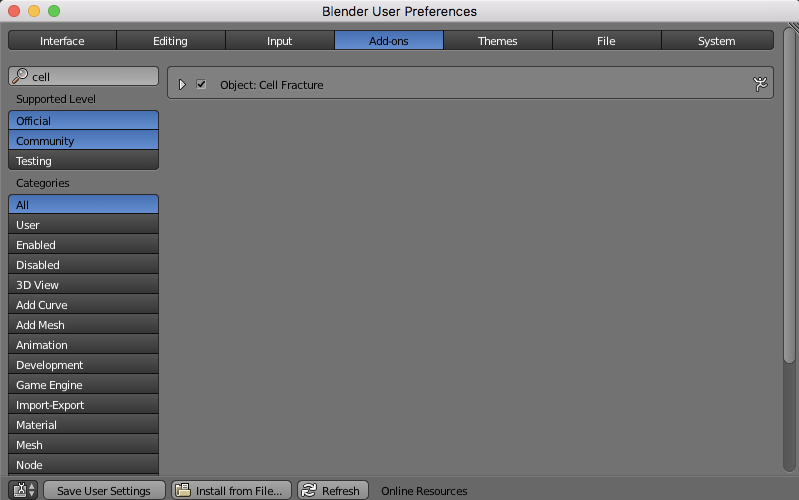 Blender User Preferences
Interface Editing Input Add-ons Themes File System
cell
Object: Cell Fracture
Supported Level
Official
Community
Testing
Categories
All
User
Enabled
Disabled
3D View
Add Curve
Add Mesh
Animation
Development
Game Engine
Import-Export
Material
Mesh
Node
Save User Settings Install from File... Refresh Online Resources